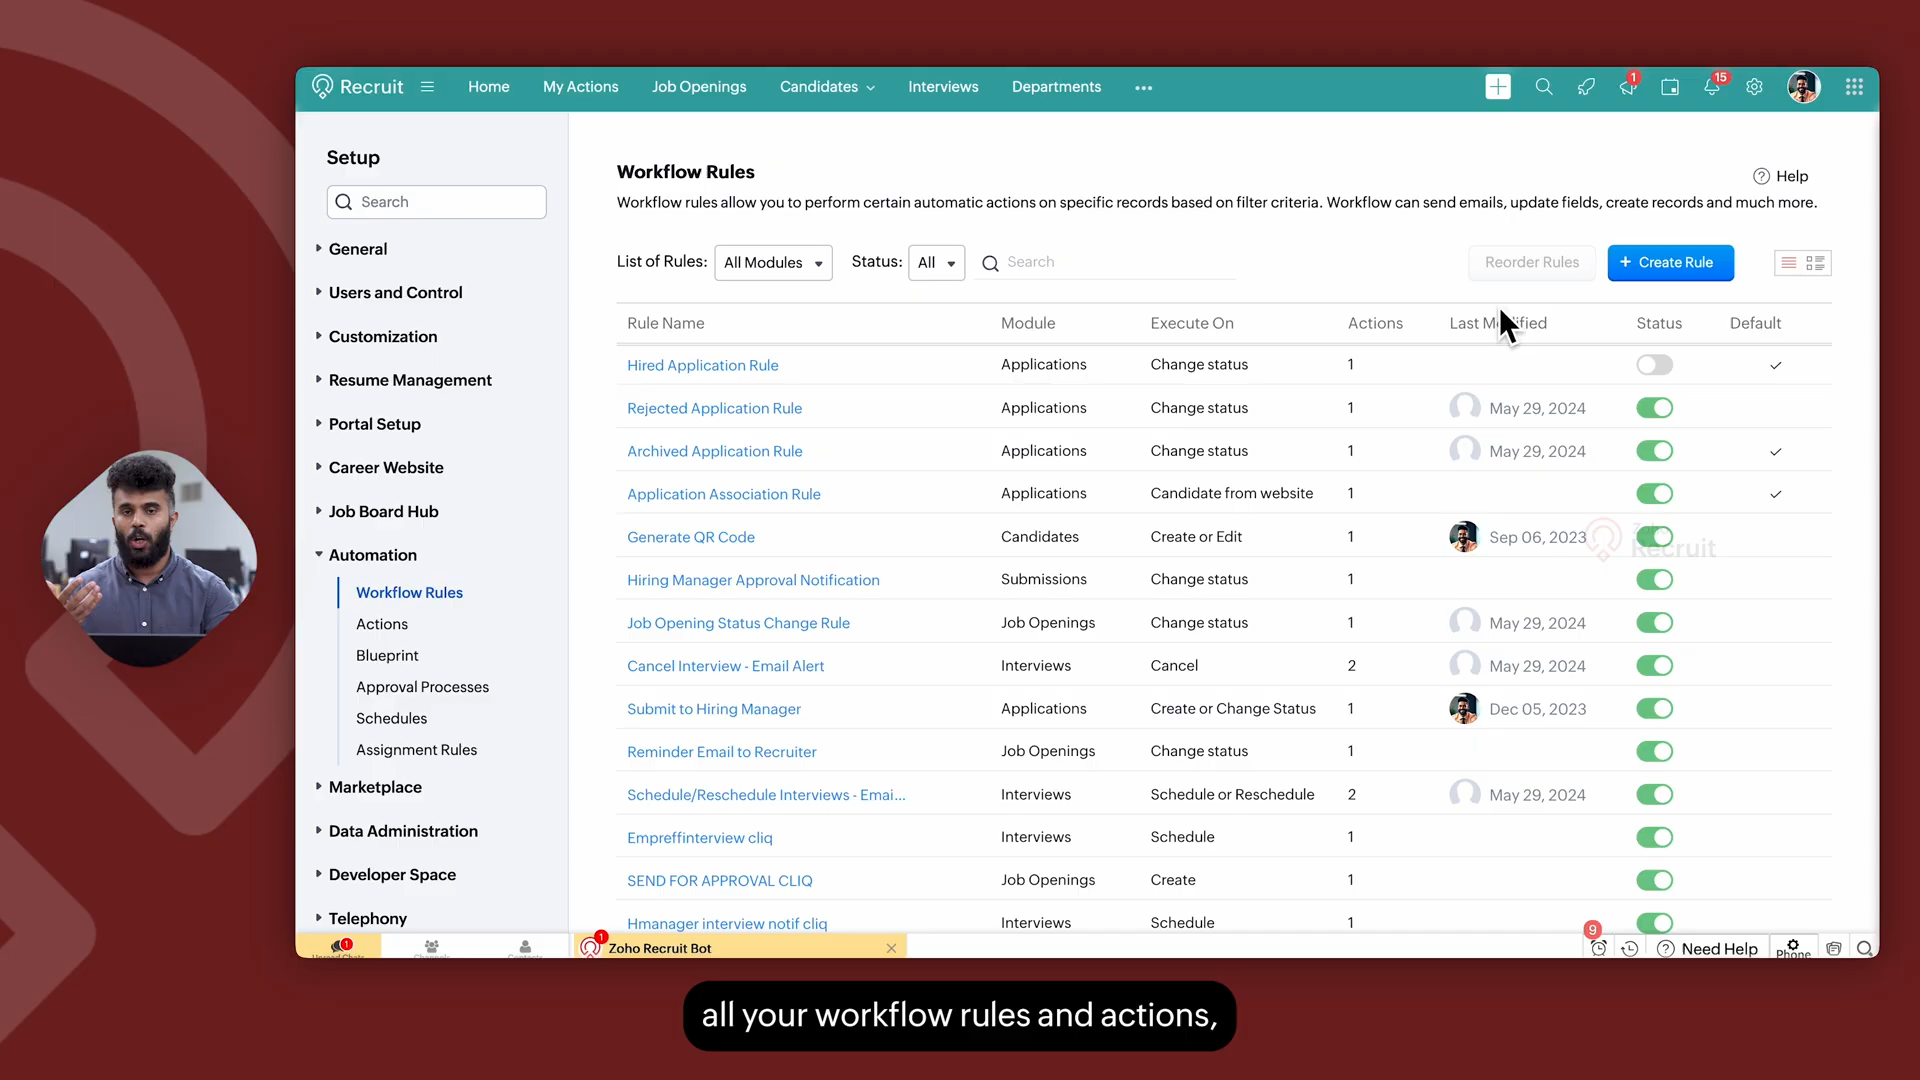 Recruit Home My Actions Job Openings Candidates Interviews Departments 1 15
Setup
Search
General
Users and Control
Customization
Resume Management
Portal Setup
Career Website
Job Board Hub
Automation
Workflow Rules
Actions
Blueprint
Approval Processes
Schedules
Assignment Rules
Marketplace
Data Administration
Developer Space
Telephony
Workflow Rules
Help
Workflow rules allow you to perform certain automatic actions on specific records based on filter criteria. Workflow can send emails, update fields, create records and much more.
List of Rules: All Modules Status: All Search Reorder Rules + Create Rule
Rule Name Module Execute On Actions Last Modified Status Default
Hired Application Rule Applications Change status 1
Rejected Application Rule Applications Change status 1 May 29, 2024
Archived Application Rule Applications Change status 1 May 29, 2024
Application Association Rule Applications Candidate from website 1
Generate QR Code Candidates Create or Edit 1 Sep 06, 2023
Zoho
Recruit
Hiring Manager Approval Notification Submissions Change status 1
Job Opening Status Change Rule Job Openings Change status 1 May 29, 2024
Cancel Interview - Email Alert Interviews Cancel 2 May 29, 2024
Submit to Hiring Manager Applications Create or Change Status 1 Dec 05, 2023
Reminder Email to Recruiter Job Openings Change status 1
Schedule/Reschedule Interviews - Emai... Interviews Schedule or Reschedule 2 May 29, 2024
Empreffinterview cliq Interviews Schedule 1
SEND FOR APPROVAL CLIQ Job Openings Create 1
Hmanager interview notif cliq Interviews Schedule 1
1 Unread Chats Channels Contacts 1 Zoho Recruit Bot 9 Need Help Phone
all your workflow rules and actions,